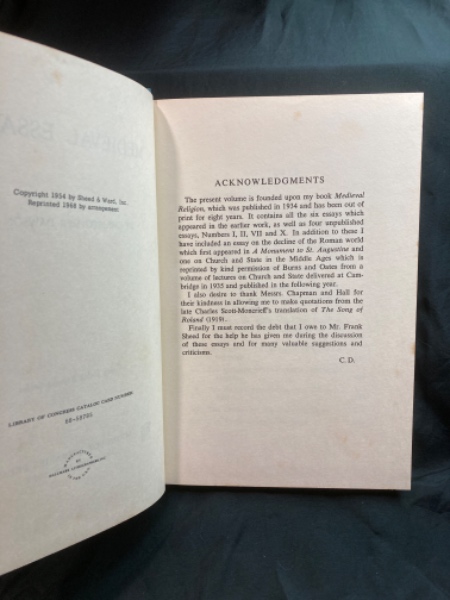 MEDIEVAL ESSA
Copyright 1954 by Sheed & Ward, Inc.
Reprinted 1968 by arrangement
LIBRARY OF CONGRESS CATALOG CARD NUMBER
ACKNOWLEDGMENTS
The present volume is founded upon my book Medieval
Religion, which was published in 1934 and has been out of
print for eight years. It contains all the six essays which
appeared in the earlier work, as well as four unpublished
essays, Numbers I, II, VII and X. In addition to these I
have included an essay on the decline of the Roman world
which first appeared in A Monument to St. Augustine and
one on Church and State in the Middle Ages which is
reprinted by kind permission of Burns and Oates from a
volume of lectures on Church and State delivered at Cam-
bridge in 1935 and published in the following year.
I also desire to thank Messrs. Chapman and Hall for
their kindness in allowing me to make quotations from the
late Charles Scott-Moncrieff's translation of The Song of
Roland (1919).
Finally I must record the debt that I owe to Mr. Frank
Sheed for the help he has given me during the discussion
of these essays and for many valuable suggestions and
criticisms.
C.D.